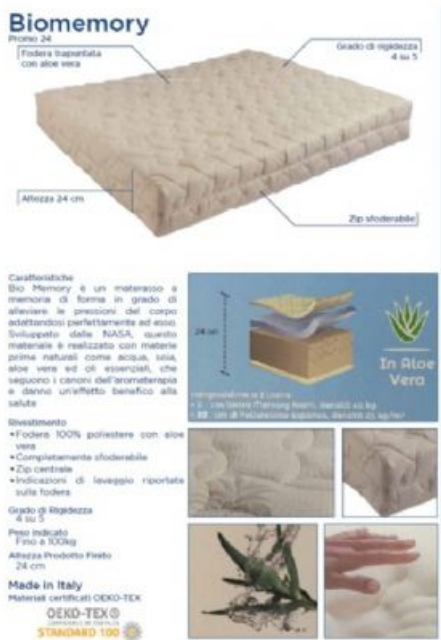 Biomemory
Promo 24
Fodera trapuntata
con aloe vera
Grado di rigidezza
4 su 5
Altezza 24 cm
Zip sfoderabile
Caratteristiche
Bio Memory è un materasso a
memoria di forma in grado di
alleviare le pressioni del corpo
adattandosi perfettamente ad esso.
Sviluppato dalla NASA, questo
materiale è realizzato con materie
prime naturali come acqua, soia,
aloe vera ed oli essenziali, che
seguono i canoni dell'aromaterapia
e danno un'effetto benefico alla
salute
24 cm
In Aloe
Vera
Rivestimento
•Fodera 100% poliestere con aloe
vera
•Completamente sfoderabile
•Zip centrale
•Indicazioni di lavaggio riportate
sulla fodera
Grado di Rigidezza
4 su 5
Peso indicato
Fino a 100kg
Altezza Prodotto Finito
24 cm
Made in Italy
Materiali certificati OEKO-TEX
OEKO-TEX®
STANDARD 100